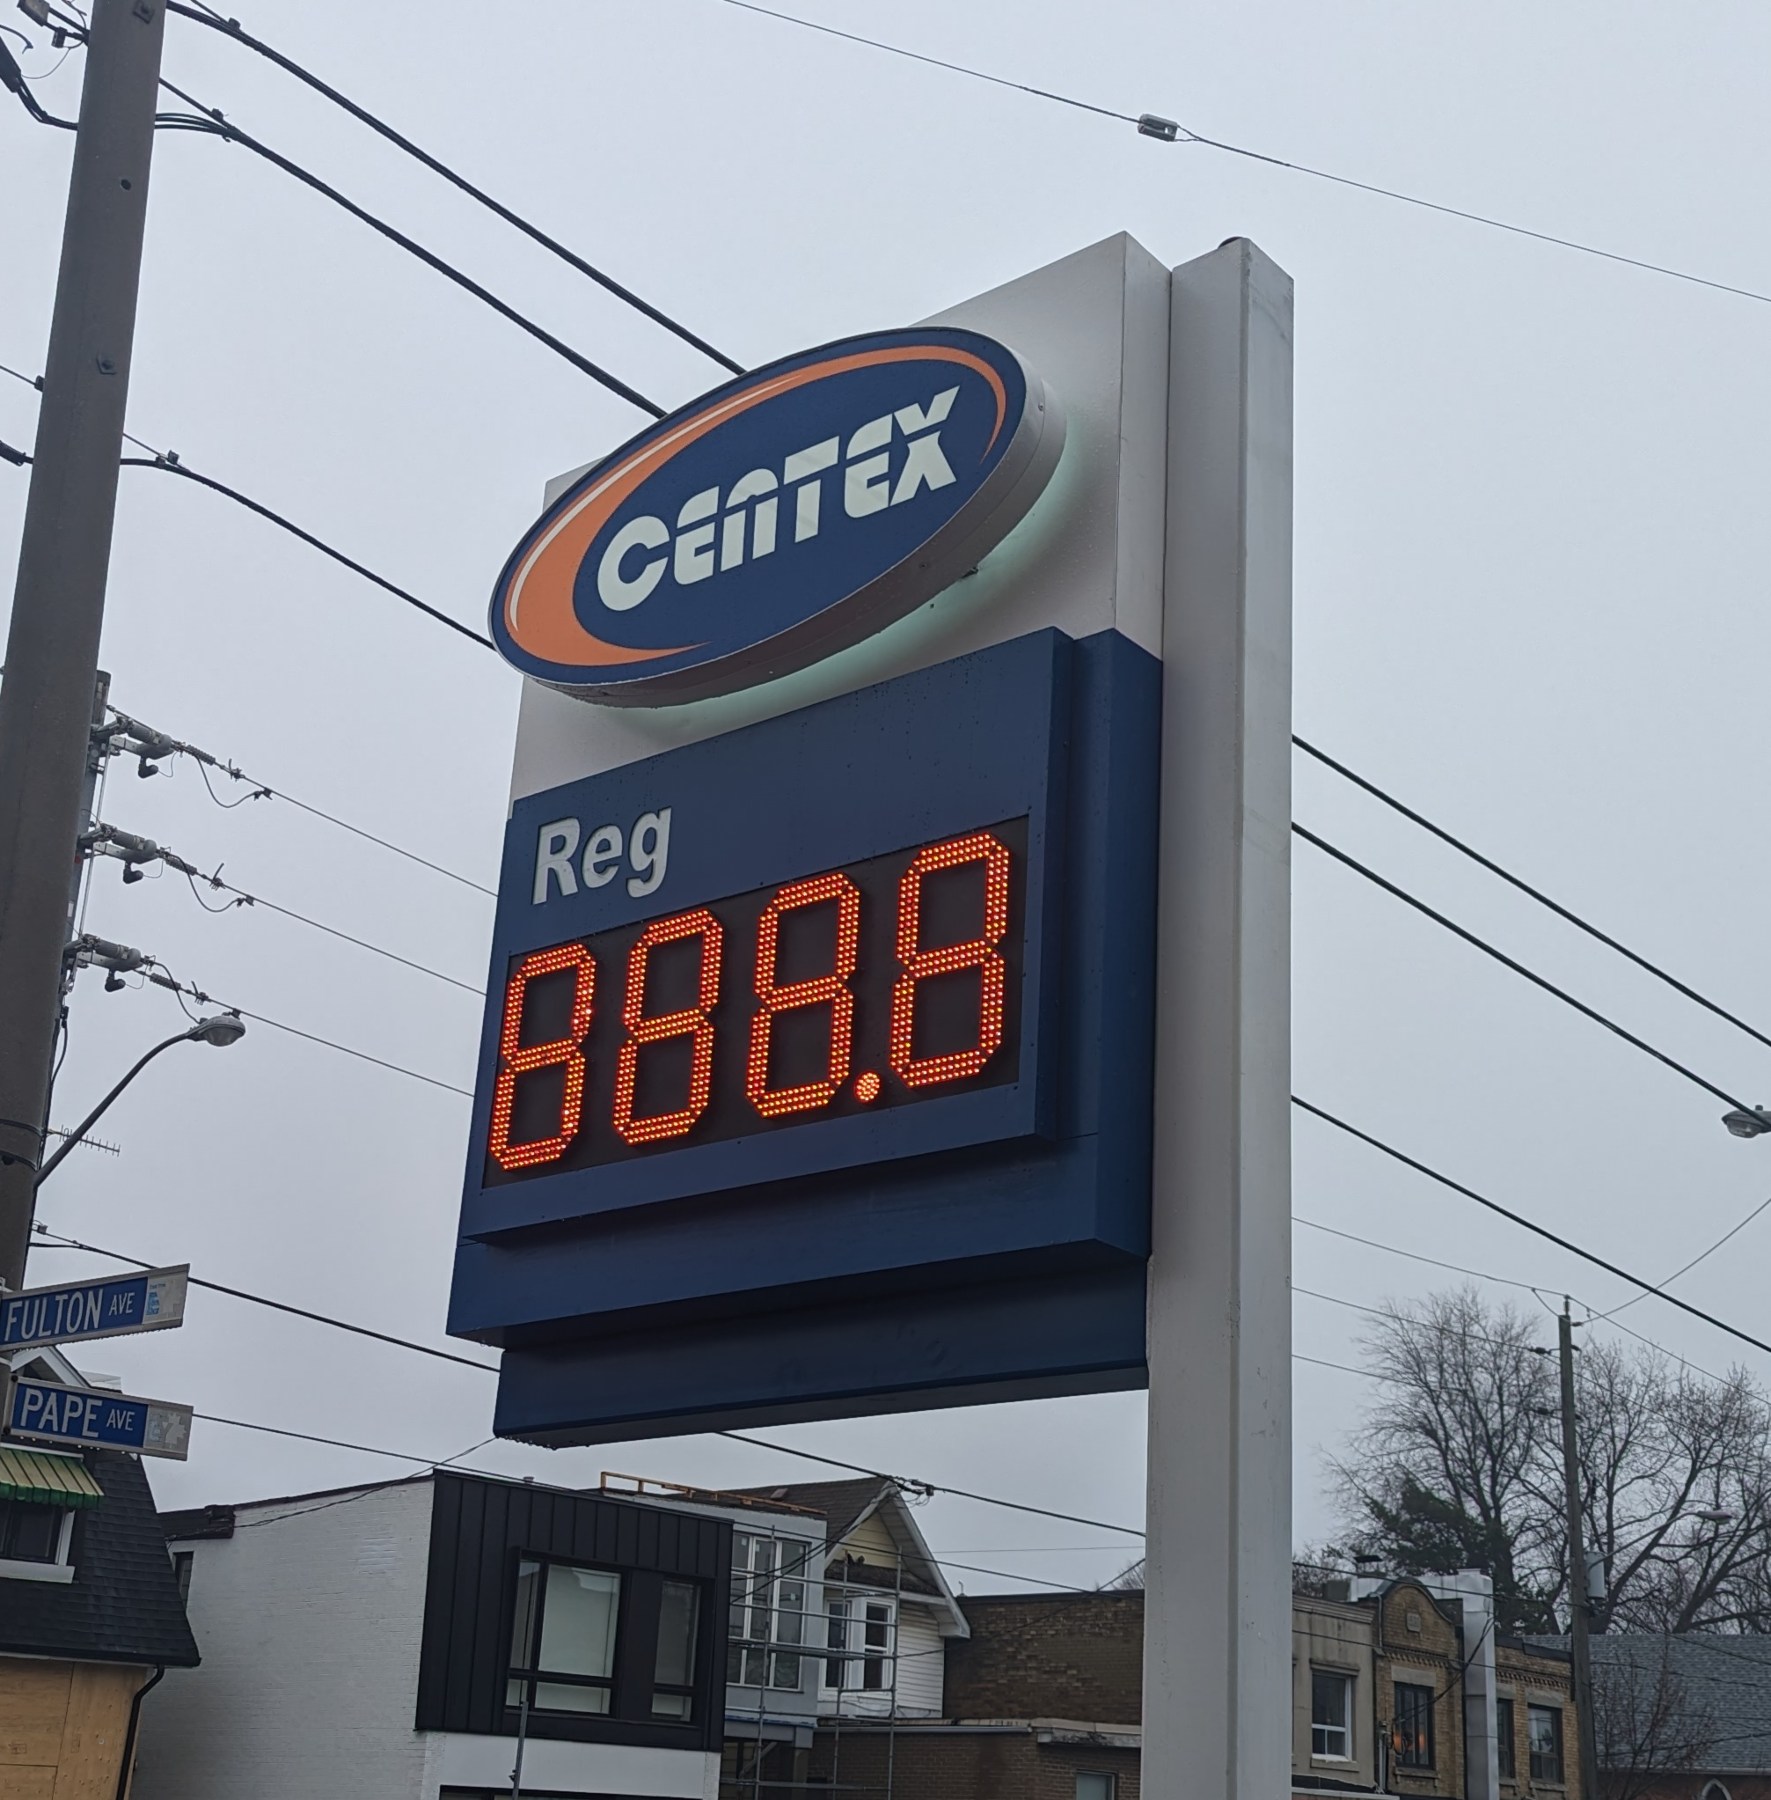 CENTEX
Reg
888.8
FULTON AVE
PAPE AVE